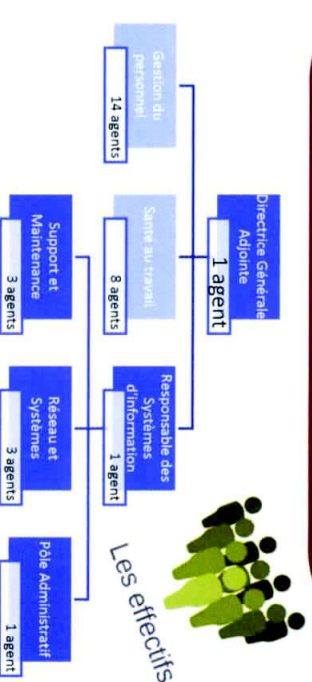 Les effectifs
Directrice Générale
Adjointe
1 agent
Gestion du
personnel
14 agents
Santé au travail
8 agents
Responsable des
Systèmes
d'information
1 agent
Support et
Maintenance
3 agents
Réseau et
Systèmes
3 agents
Pôle Administratif
1 agent